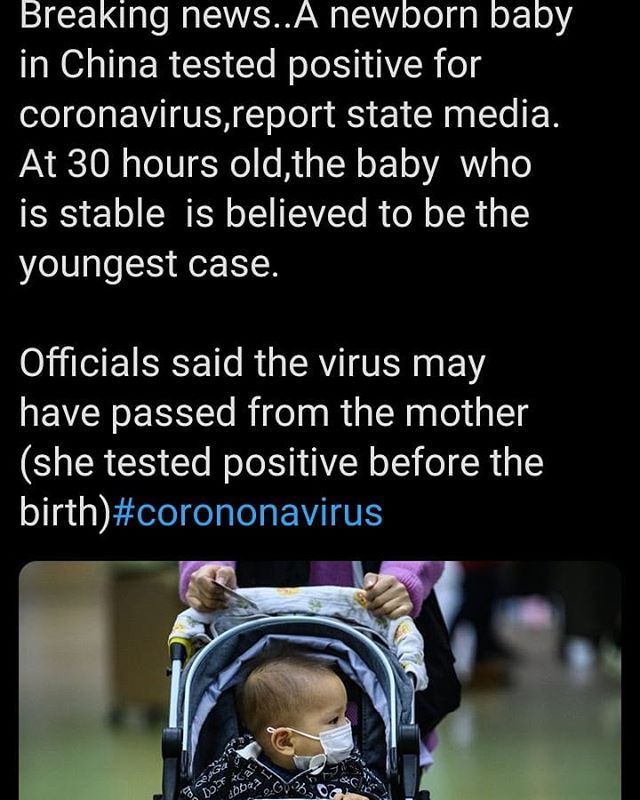 Breaking news..A newborn baby
in China tested positive for
coronavirus,report state media.
At 30 hours old,the baby  who
is stable  is believed to be the
youngest case.
Officials said the virus may
have passed from the mother
(she tested positive before the
birth)#corononavirus